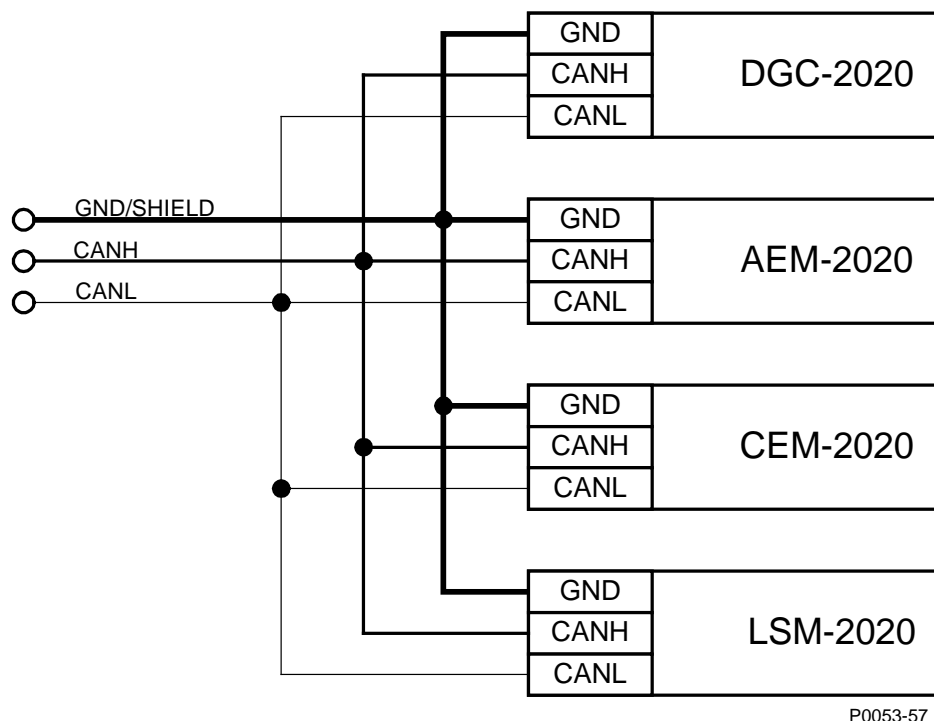 GND
CANH
CANL
DGC-2020
GND/SHIELD
CANH
CANL
GND
CANH
CANL
AEM-2020
GND
CANH
CANL
CEM-2020
GND
CANH
CANL
LSM-2020
P0053-57